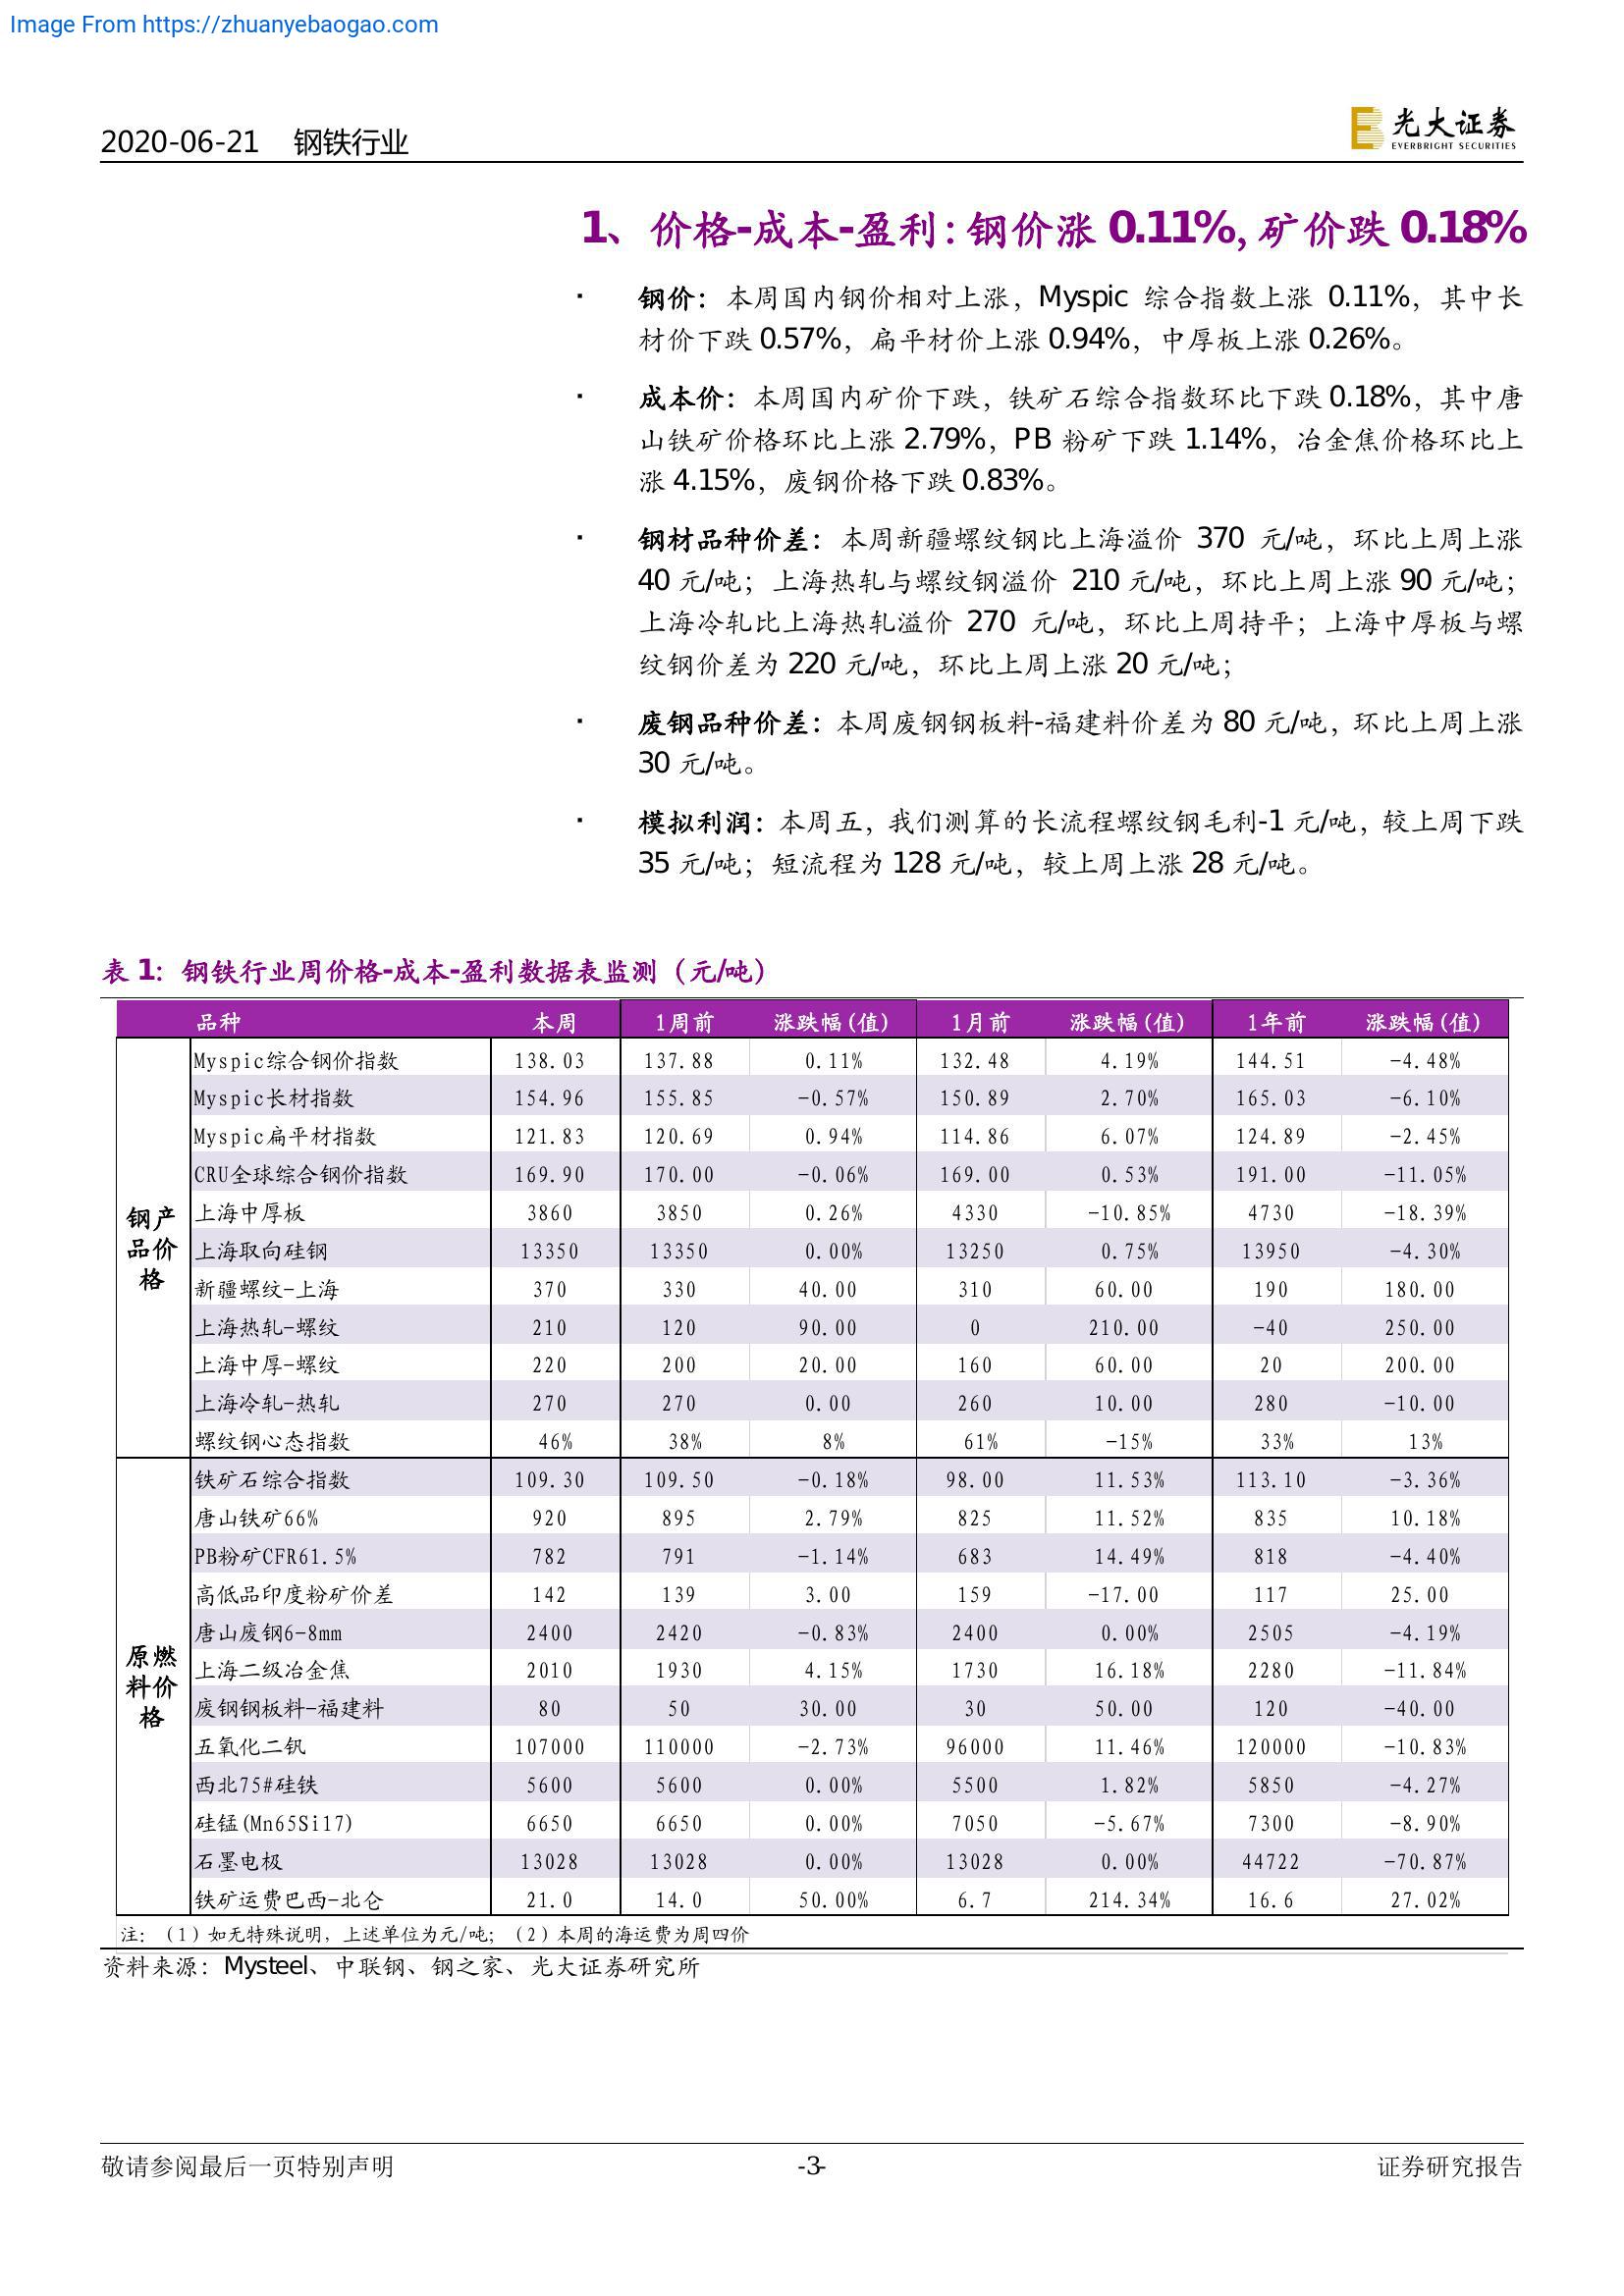 Image From https://zhuanyebaogao.com
2020-06-21 钢铁行业
光大证券
EVERBRIGHT SECURITIES
1、价格-成本-盈利：钢价涨 0.11%，矿价跌 0.18%
▪ 钢价：本周国内钢价相对上涨，Myspic 综合指数上涨 0.11%，其中长
材价下跌 0.57%，扁平材价上涨 0.94%，中厚板上涨 0.26%。
▪ 成本价：本周国内矿价下跌，铁矿石综合指数环比下跌 0.18%，其中唐
山铁矿价格环比上涨 2.79%，PB 粉矿下跌 1.14%，冶金焦价格环比上
涨 4.15%，废钢价格下跌 0.83%。
▪ 钢材品种价差：本周新疆螺纹钢比上海溢价 370 元/吨，环比上周上涨
40 元/吨；上海热轧与螺纹钢溢价 210 元/吨，环比上周上涨 90 元/吨；
上海冷轧比上海热轧溢价 270 元/吨，环比上周持平；上海中厚板与螺
纹钢价差为 220 元/吨，环比上周上涨 20 元/吨；
▪ 废钢品种价差：本周废钢钢板料-福建料价差为 80 元/吨，环比上周上涨
30 元/吨。
▪ 模拟利润：本周五，我们测算的长流程螺纹钢毛利-1 元/吨，较上周下跌
35 元/吨；短流程为 128 元/吨，较上周上涨 28 元/吨。
表 1：钢铁行业周价格-成本-盈利数据表监测（元/吨）
品种 本周 1周前 涨跌幅(值) 1月前 涨跌幅(值) 1年前 涨跌幅(值)
钢产品价格
Myspic综合钢价指数 138.03 137.88 0.11% 132.48 4.19% 144.51 -4.48%
Myspic长材指数 154.96 155.85 -0.57% 150.89 2.70% 165.03 -6.10%
Myspic扁平材指数 121.83 120.69 0.94% 114.86 6.07% 124.89 -2.45%
CRU全球综合钢价指数 169.90 170.00 -0.06% 169.00 0.53% 191.00 -11.05%
上海中厚板 3860 3850 0.26% 4330 -10.85% 4730 -18.39%
上海取向硅钢 13350 13350 0.00% 13250 0.75% 13950 -4.30%
新疆螺纹-上海 370 330 40.00 310 60.00 190 180.00
上海热轧-螺纹 210 120 90.00 0 210.00 -40 250.00
上海中厚-螺纹 220 200 20.00 160 60.00 20 200.00
上海冷轧-热轧 270 270 0.00 260 10.00 280 -10.00
螺纹钢心态指数 46% 38% 8% 61% -15% 33% 13%
原燃料价格
铁矿石综合指数 109.30 109.50 -0.18% 98.00 11.53% 113.10 -3.36%
唐山铁矿66% 920 895 2.79% 825 11.52% 835 10.18%
PB粉矿CFR61.5% 782 791 -1.14% 683 14.49% 818 -4.40%
高低品印度粉矿价差 142 139 3.00 159 -17.00 117 25.00
唐山废钢6-8mm 2400 2420 -0.83% 2400 0.00% 2505 -4.19%
上海二级冶金焦 2010 1930 4.15% 1730 16.18% 2280 -11.84%
废钢钢板料-福建料 80 50 30.00 30 50.00 120 -40.00
五氧化二钒 107000 110000 -2.73% 96000 11.46% 120000 -10.83%
西北75#硅铁 5600 5600 0.00% 5500 1.82% 5850 -4.27%
硅锰(Mn65Si17) 6650 6650 0.00% 7050 -5.67% 7300 -8.90%
石墨电极 13028 13028 0.00% 13028 0.00% 44722 -70.87%
铁矿运费巴西-北仑 21.0 14.0 50.00% 6.7 214.34% 16.6 27.02%
注：（1）如无特殊说明，上述单位为元/吨；（2）本周的海运费为周四价
资料来源：Mysteel、中联钢、钢之家、光大证券研究所
敬请参阅最后一页特别声明 -3- 证券研究报告